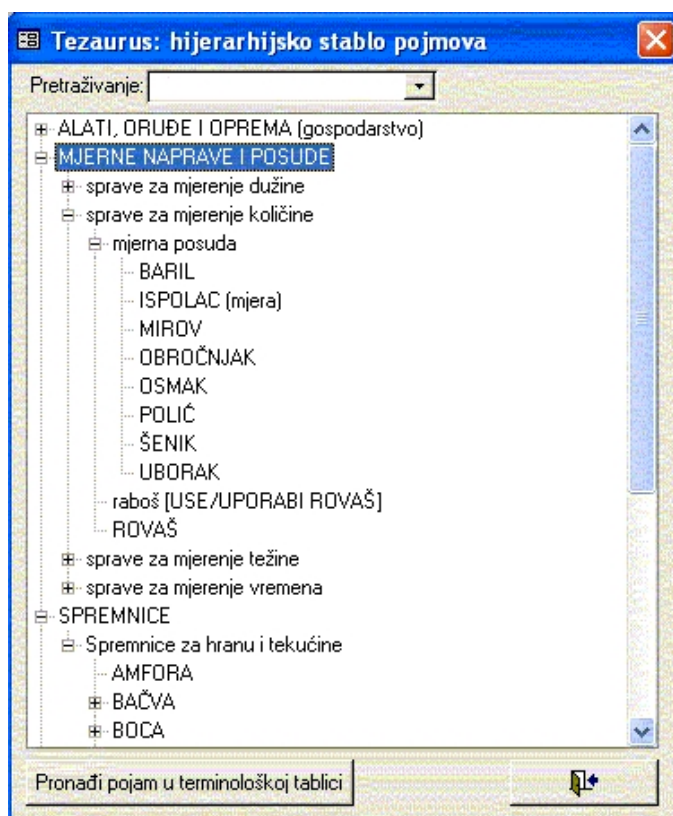 Tezaurus: hijerarhijsko stablo pojmova
Pretraživanje:
ALATI, ORUĐE I OPREMA (gospodarstvo)
MJERNE NAPRAVE I POSUDE
sprave za mjerenje dužine
sprave za mjerenje količine
mjerna posuda
BARIL
ISPOLAC (mjera)
MIROV
OBROČNJAK
OSMAK
POLIĆ
ŠENIK
UBORAK
raboš [USE/UPORABI ROVAŠ]
ROVAŠ
sprave za mjerenje težine
sprave za mjerenje vremena
SPREMNICE
Spremnice za hranu i tekućine
AMFORA
BAČVA
BOCA
Pronađi pojam u terminološkoj tablici